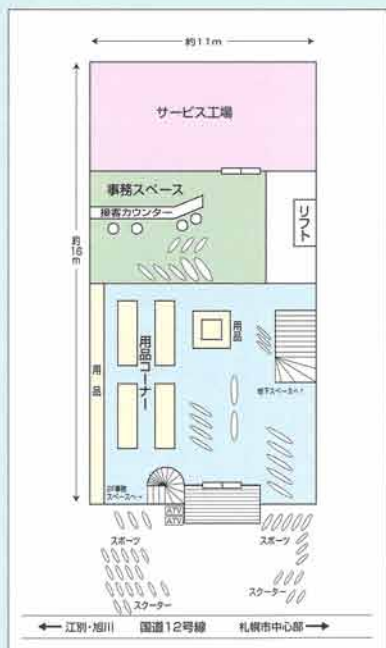 約11m
約16m
サービス工場
事務スペース
接客カウンター
リフト
用品
用品コーナー
用品
地下スペースへ↑
2F事務
スペースへ→
ATV
ATV
スポーツ
スポーツ
スクーター
スクーター
← 江別・旭川 国道12号線 札幌市中心部 →